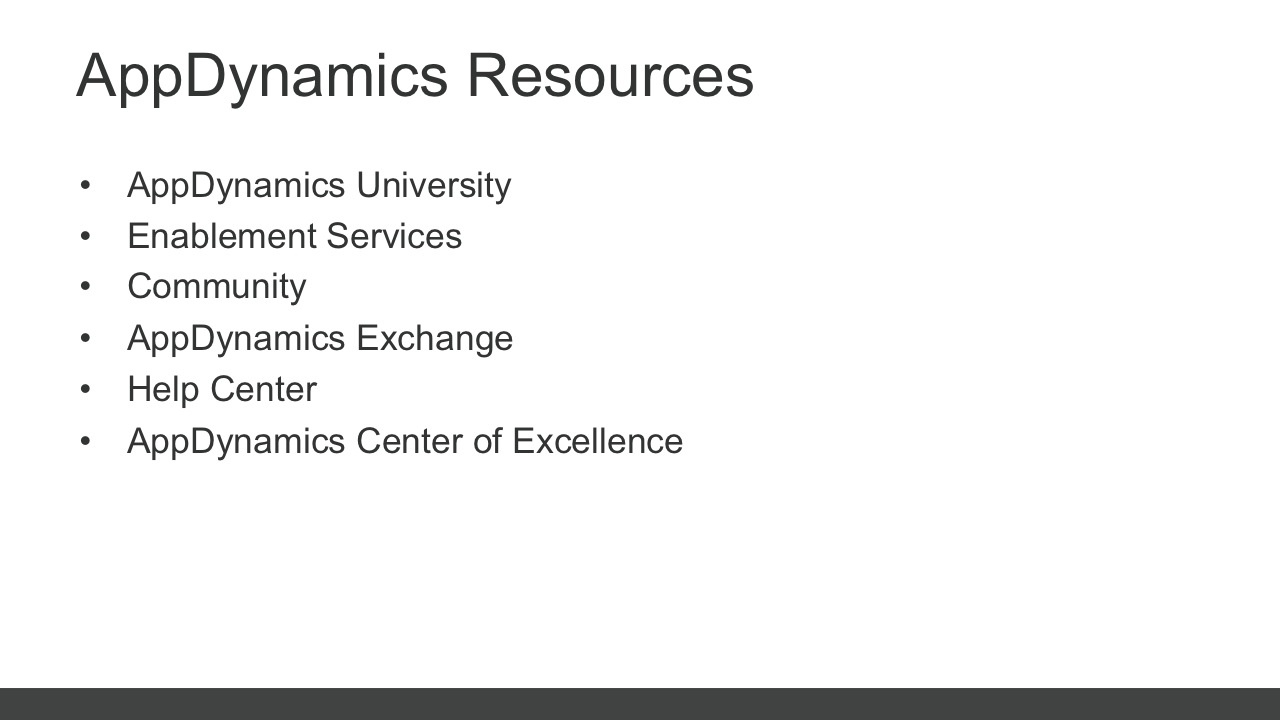 AppDynamics Resources
• AppDynamics University
• Enablement Services
• Community
• AppDynamics Exchange
• Help Center
• AppDynamics Center of Excellence